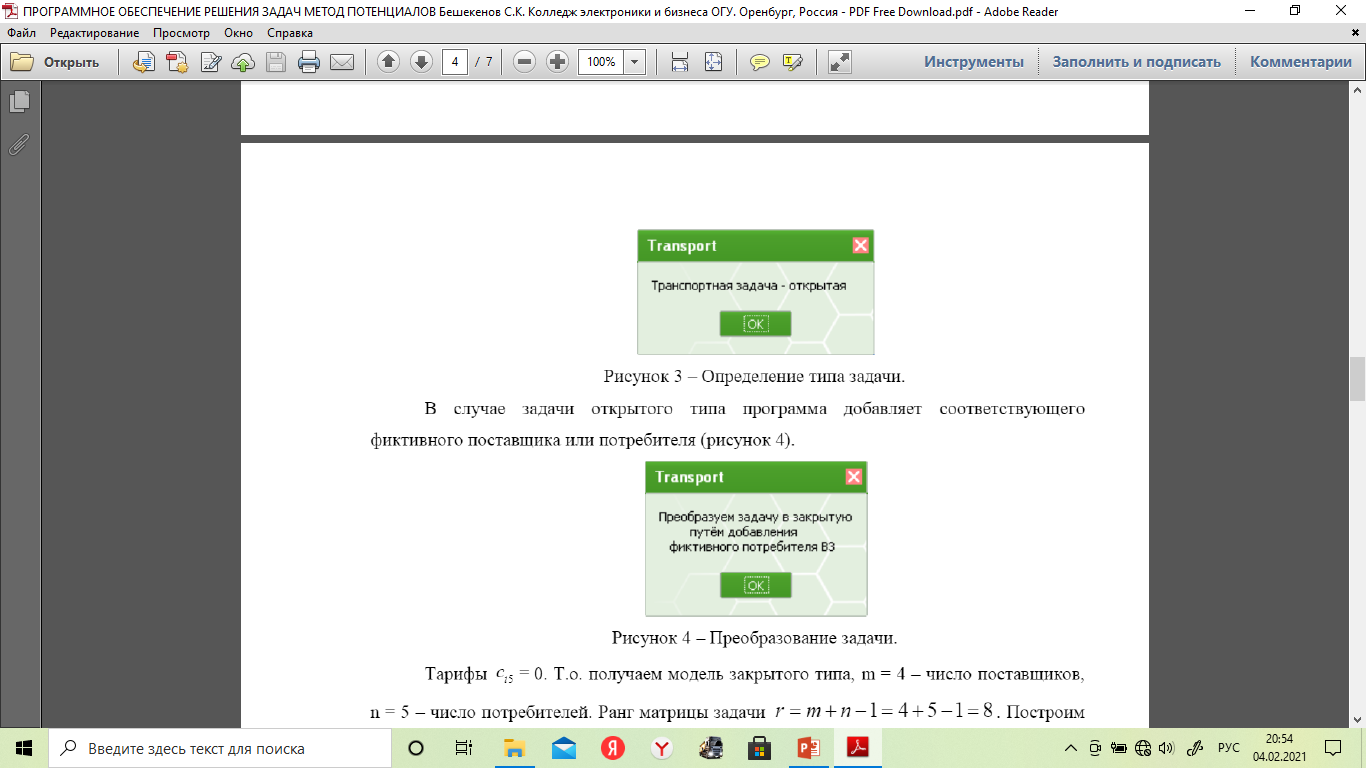 ПРОГРАММНОЕ ОБЕСПЕЧЕНИЕ РЕШЕНИЯ ЗАДАЧ МЕТОД ПОТЕНЦИАЛОВ Бешекенов С.К. Колледж электроники и бизнеса ОГУ. Оренбург, Россия - PDF Free Download.pdf - Adobe Reader
Файл Редактирование Просмотр Окно Справка
Открыть 4 / 7 100% Инструменты Заполнить и подписать Комментарии
Transport
Транспортная задача - открытая
OK
Рисунок 3 – Определение типа задачи.
В случае задачи открытого типа программа добавляет соответствующего
фиктивного поставщика или потребителя (рисунок 4).
Transport
Преобразуем задачу в закрытую
путём добавления
фиктивного потребителя B3
OK
Рисунок 4 – Преобразование задачи.
Тарифы c_{i5} = 0. Т.о. получаем модель закрытого типа, m = 4 – число поставщиков,
n = 5 – число потребителей. Ранг матрицы задачи r = m + n − 1 = 4 + 5 − 1 = 8. Построим
Введите здесь текст для поиска
РУС
20:54
04.02.2021